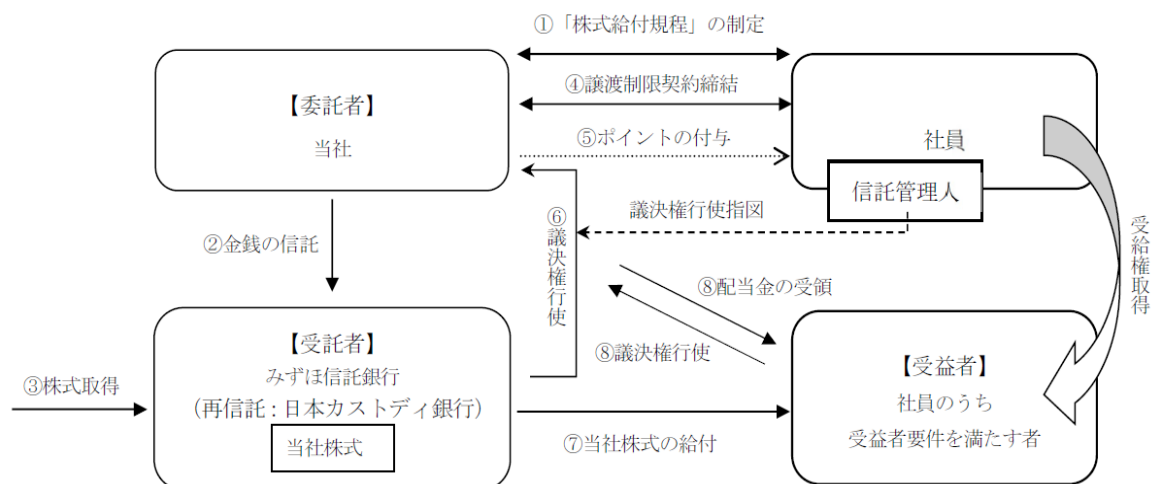 ①「株式給付規程」の制定
【委託者】
当社
④譲渡制限契約締結
⑤ポイントの付与
社員
信託管理人
議決権行使指図
⑥議決権行使
受給権取得
②金銭の信託
⑧配当金の受領
⑧議決権行使
③株式取得
【受託者】
みずほ信託銀行
（再信託：日本カストディ銀行）
当社株式
⑦当社株式の給付
【受益者】
社員のうち
受益者要件を満たす者